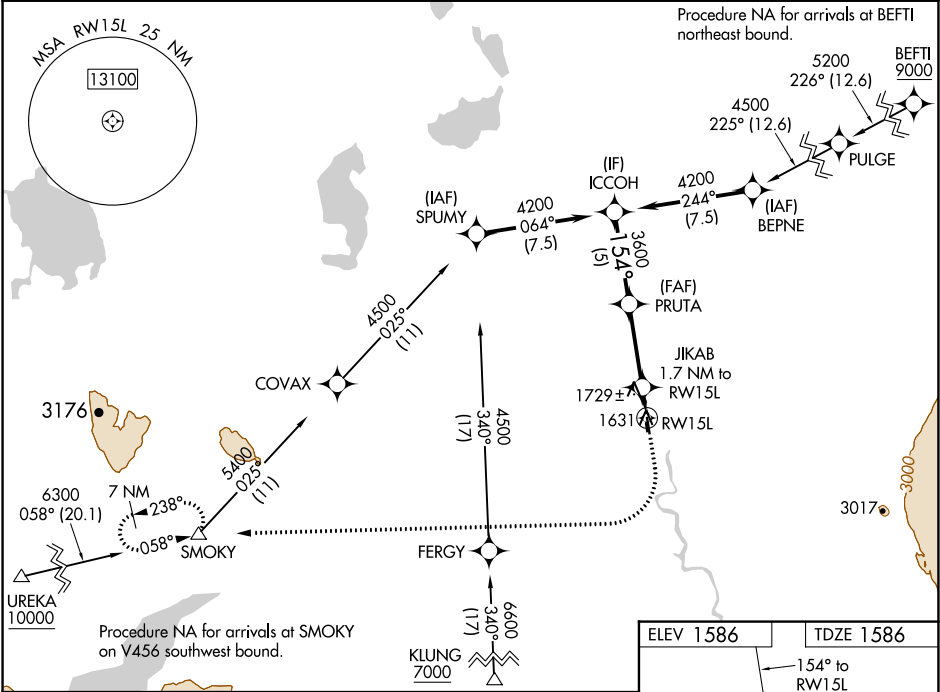 Procedure NA for arrivals at BEFTI
northeast bound.
MSA RW15L 25 NM
13100
BEFTI
9000
5200
226° (12.6)
4500
225° (12.6)
PULGE
(IF)
ICCOH
4200
244°
(7.5)
(IAF)
BEPNE
(IAF)
SPUMY
4200
064°
(7.5)
3600
154°
(5)
(FAF)
PRUTA
4500
025°
(11)
COVAX
JIKAB
1.7 NM to
RW15L
1729±
1631
RW15L
3176
4500
340°
(17)
5400
025°
(11)
3000
3017
7 NM
238°
6300
058° (20.1)
058°
SMOKY
FERGY
UREKA
10000
6600
340°
(17)
Procedure NA for arrivals at SMOKY
on V456 southwest bound.
KLUNG
7000
ELEV 1586
TDZE 1586
154° to
RW15L